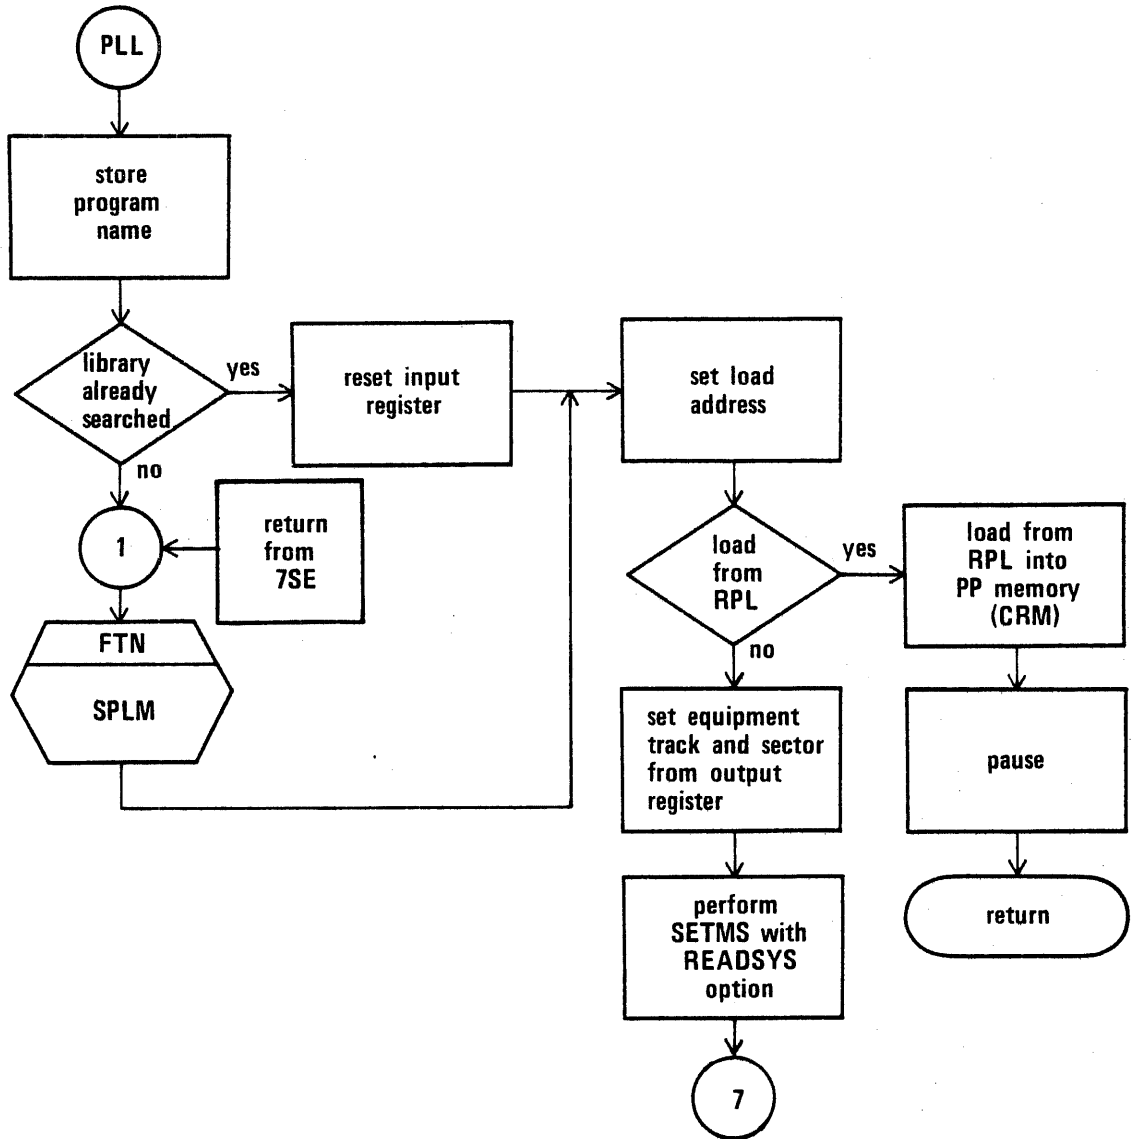 PLL
store
program
name
library
already
searched
yes
no
reset input
register
set load
address
return
from
7SE
1
FTN
SPLM
load
from
RPL
yes
no
load from
RPL into
PP memory
(CRM)
set equipment
track and sector
from output
register
pause
perform
SETMS with
READSYS
option
return
7